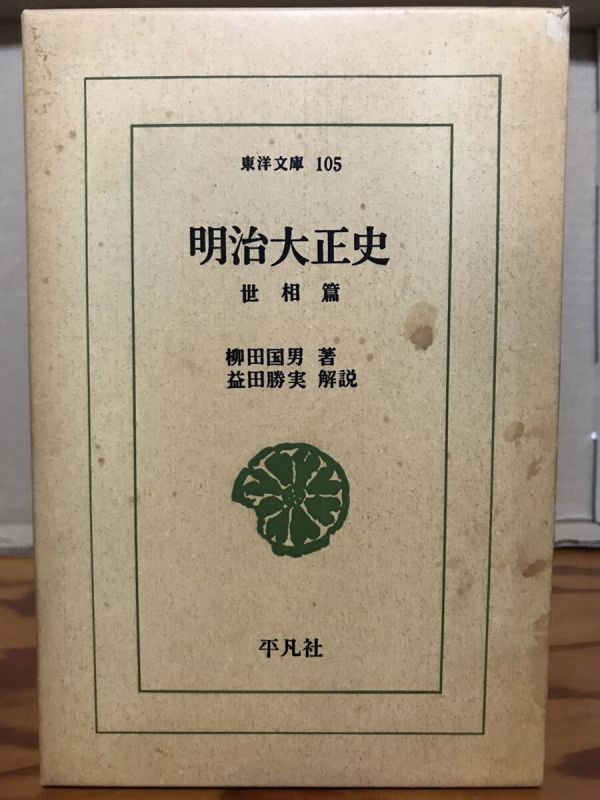 東洋文庫 105
明治大正史
世相篇
柳田国男 著
益田勝実 解説
平凡社